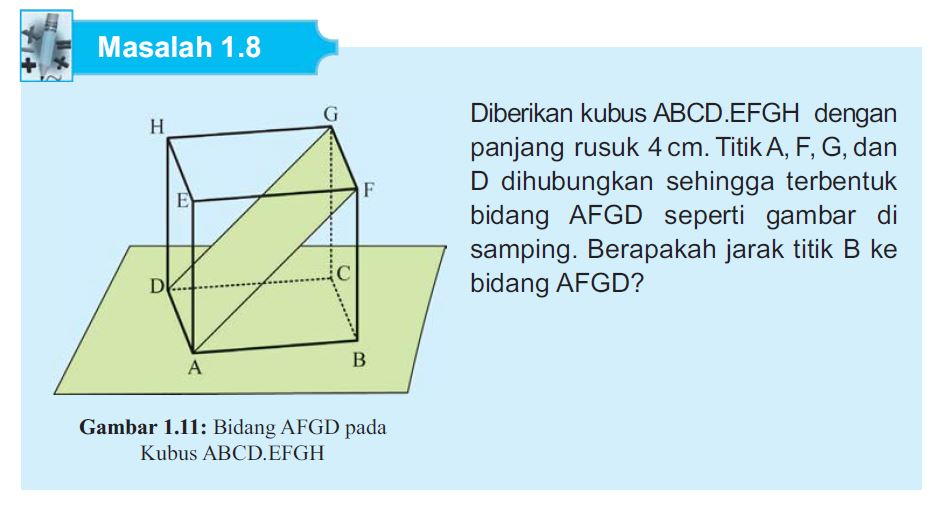 Masalah 1.8
Diberikan kubus ABCD.EFGH dengan
panjang rusuk 4 cm. Titik A, F, G, dan
D dihubungkan sehingga terbentuk
bidang AFGD seperti gambar di
samping. Berapakah jarak titik B ke
bidang AFGD?
H
G
E
F
D
C
A
B
Gambar 1.11: Bidang AFGD pada
Kubus ABCD.EFGH